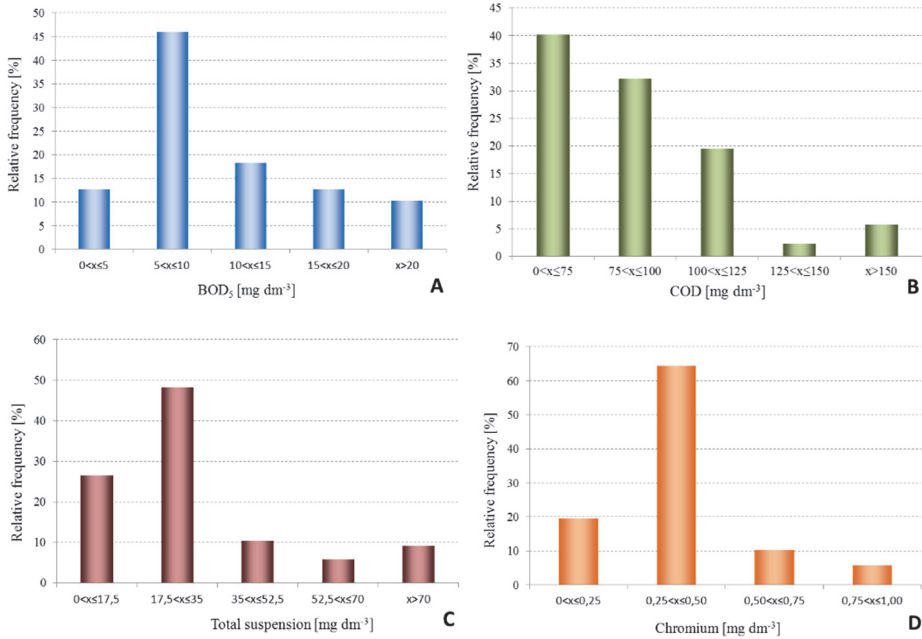 50
45
40
35
30
25
20
15
10
5
0
Relative frequency [%]
0<x≤5 5<x≤10 10<x≤15 15<x≤20 x>20
BOD₅ [mg dm⁻³]
A
45
40
35
30
25
20
15
10
5
0
Relative frequency [%]
0<x≤75 75<x≤100 100<x≤125 125<x≤150 x>150
COD [mg dm⁻³]
B
60
50
40
30
20
10
0
Relative frequency [%]
0<x≤17,5 17,5<x≤35 35<x≤52,5 52,5<x≤70 x>70
Total suspension [mg dm⁻³]
C
70
60
50
40
30
20
10
0
Relative frequency [%]
0<x≤0,25 0,25<x≤0,50 0,50<x≤0,75 0,75<x≤1,00
Chromium [mg dm⁻³]
D